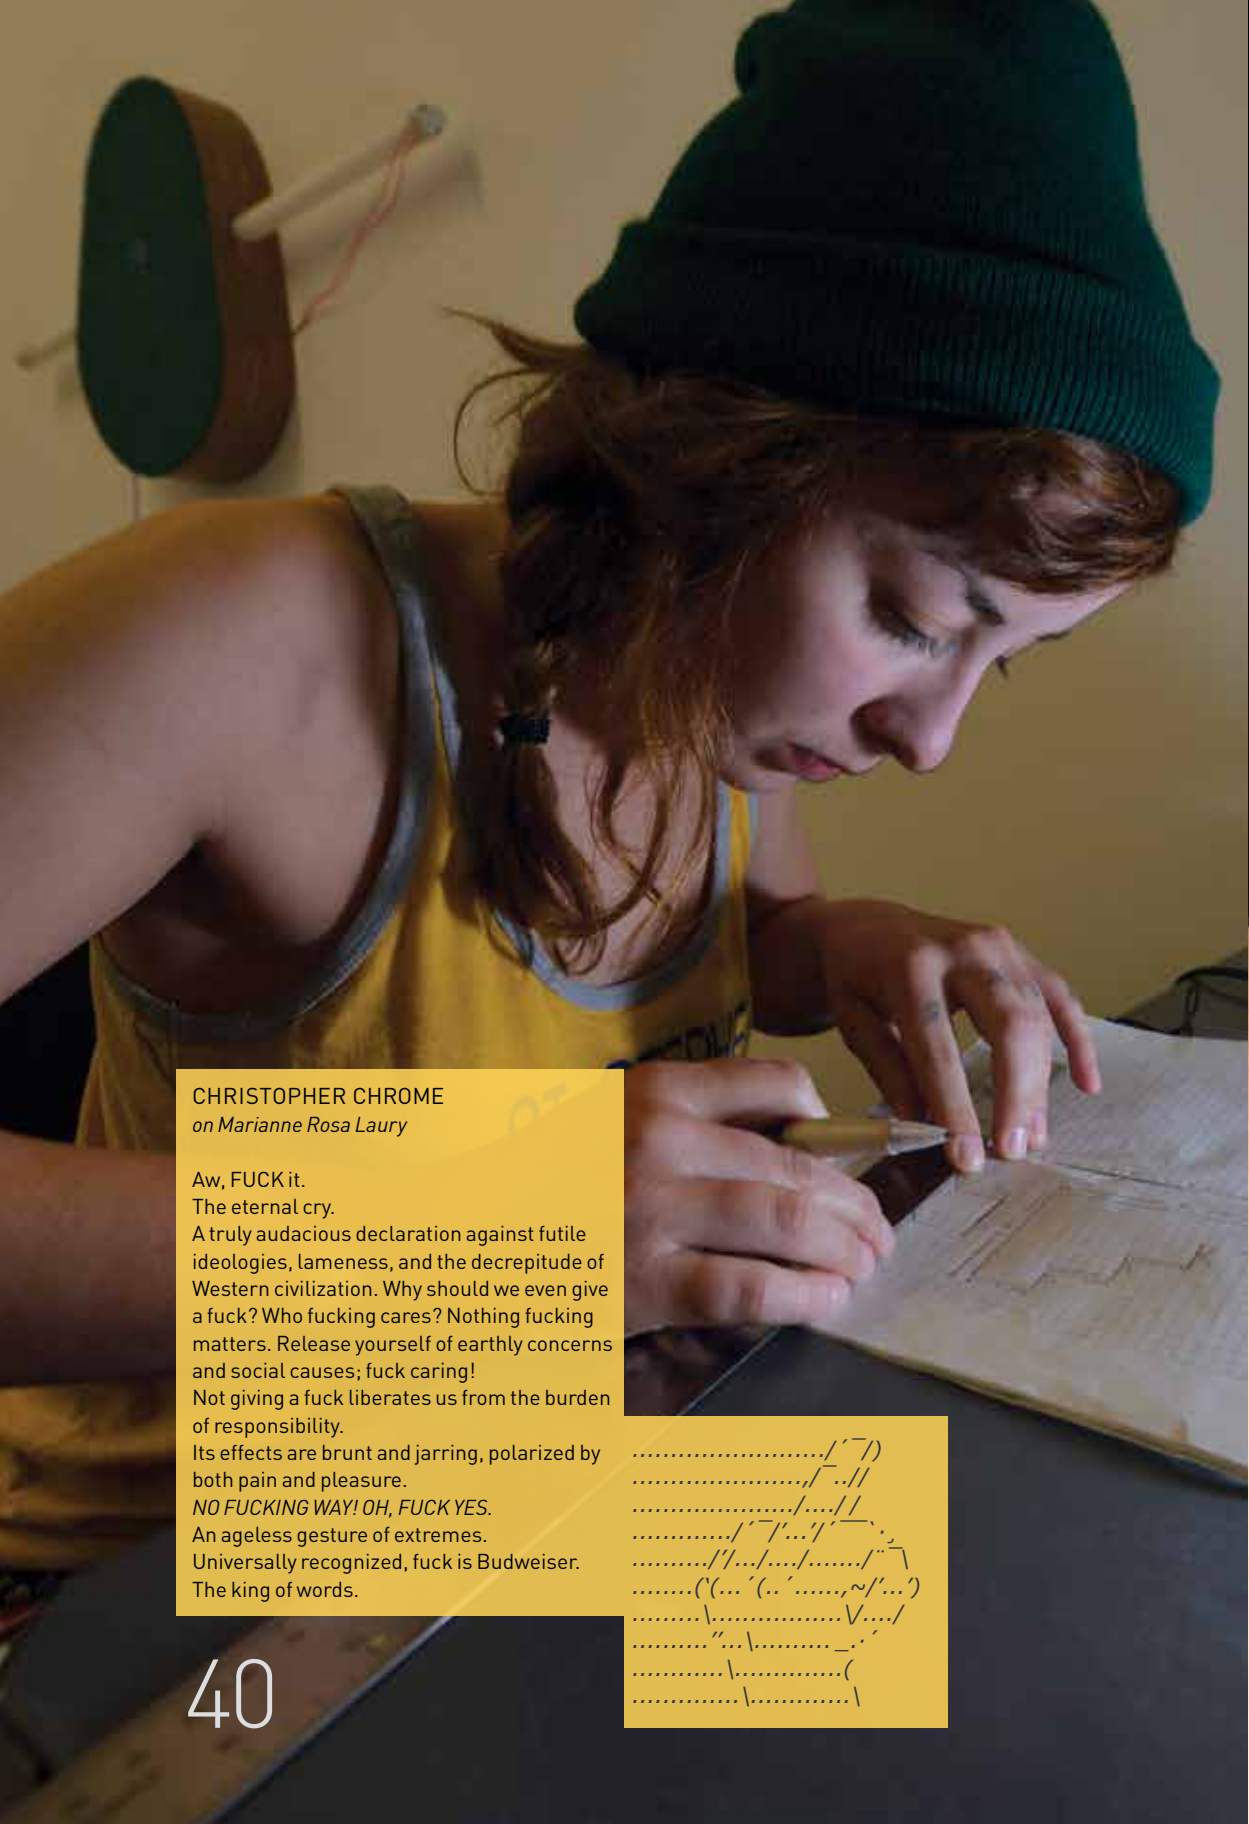 CHRISTOPHER CHROME
on Marianne Rosa Laury
Aw, FUCK it.
The eternal cry.
A truly audacious declaration against futile
ideologies, lameness, and the decrepitude of
Western civilization. Why should we even give
a fuck? Who fucking cares? Nothing fucking
matters. Release yourself of earthly concerns
and social causes; fuck caring!
Not giving a fuck liberates us from the burden
of responsibility.
Its effects are brunt and jarring, polarized by
both pain and pleasure.
NO FUCKING WAY! OH, FUCK YES.
An ageless gesture of extremes.
Universally recognized, fuck is Budweiser.
The king of words.
......................../´¯/)
......................,/¯..//
...................../..../ /
............./´¯/'...'/´¯¯`·¸
........../'/.../..../......./¨¯\
........('(...´(..´......,~/'...')
.........\.................\/..../
..........''...\.......... _.·´
............\..............(
..............\.............\
40